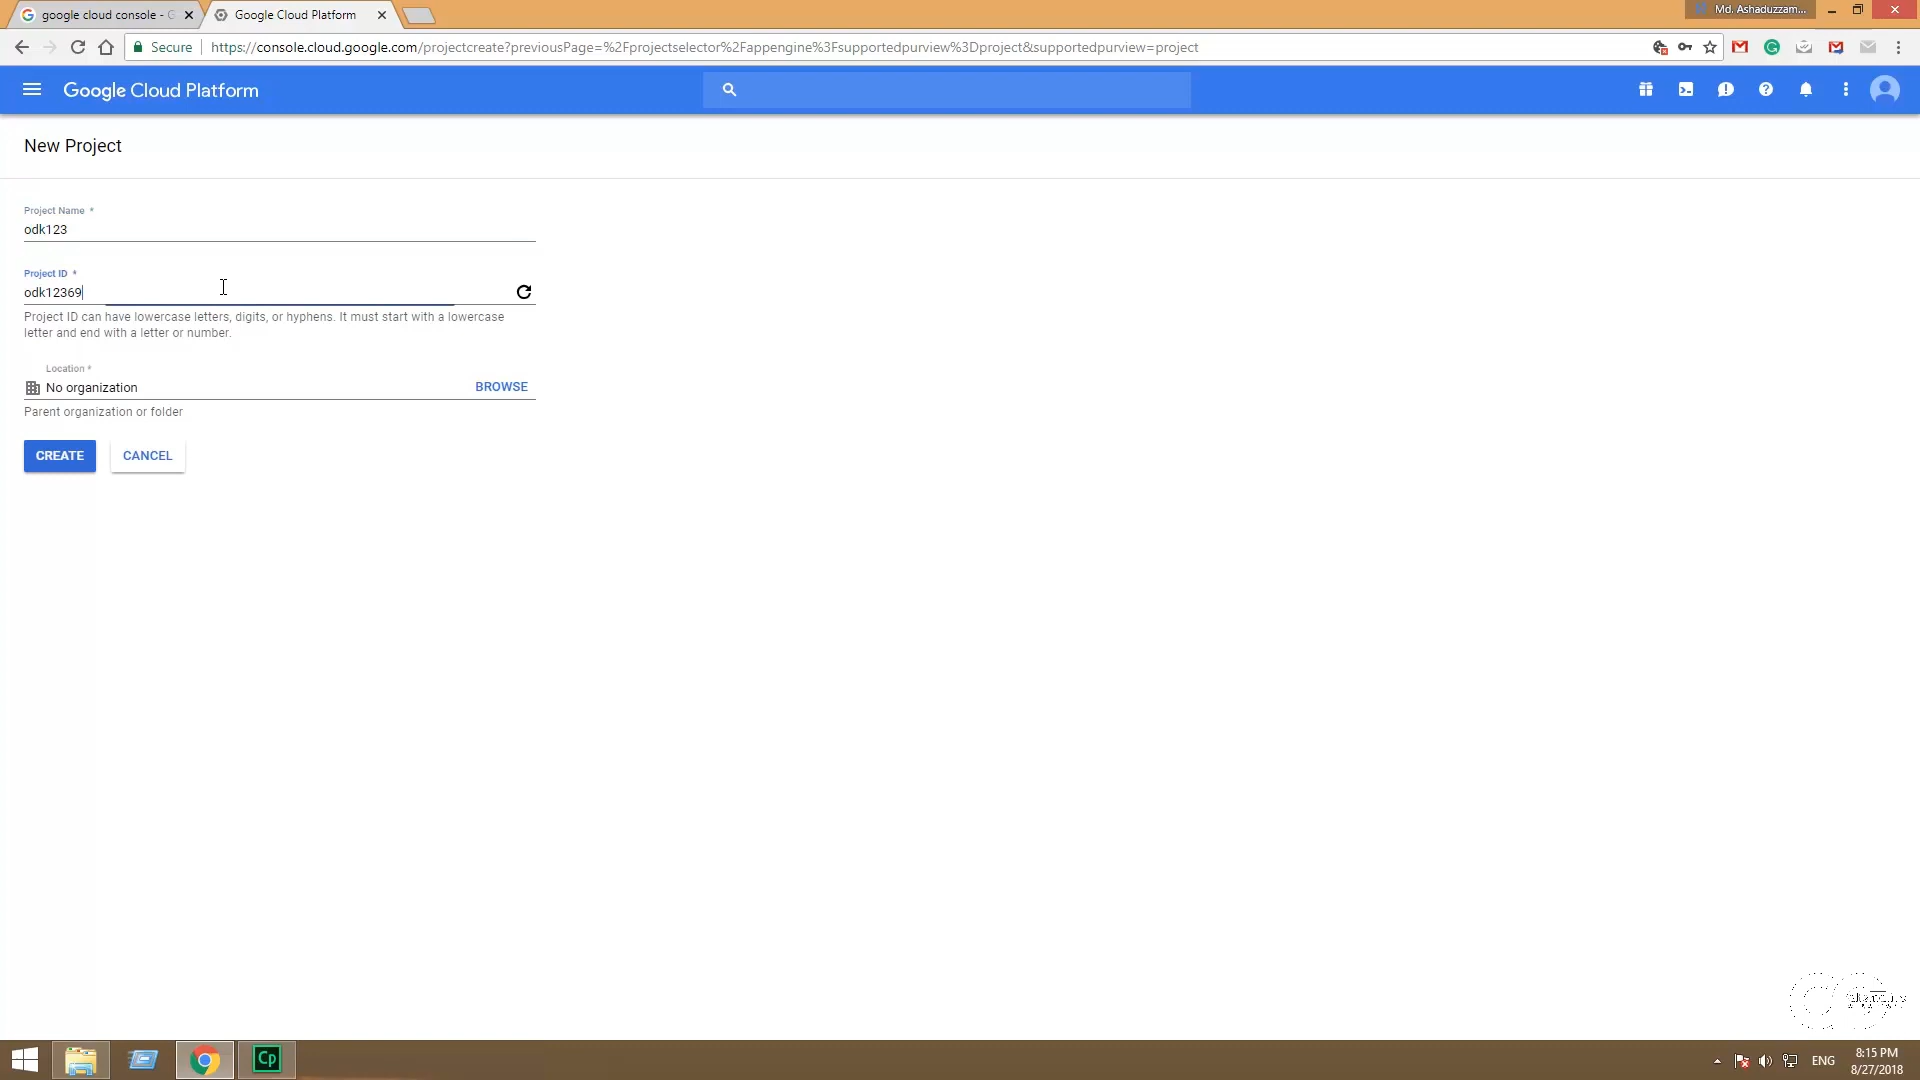 google cloud console - G
Google Cloud Platform
Md. Ashaduzzam...
Secure
https://console.cloud.google.com/projectcreate?previousPage=%2Fprojectselector%2Fappengine%3Fsupportedpurview%3Dproject&supportedpurview=project
Google Cloud Platform
New Project
Project Name *
odk123
Project ID *
odk12369
Project ID can have lowercase letters, digits, or hyphens. It must start with a lowercase
letter and end with a letter or number.
Location *
No organization
BROWSE
Parent organization or folder
CREATE
CANCEL
Cp
ENG
8:15 PM
8/27/2018